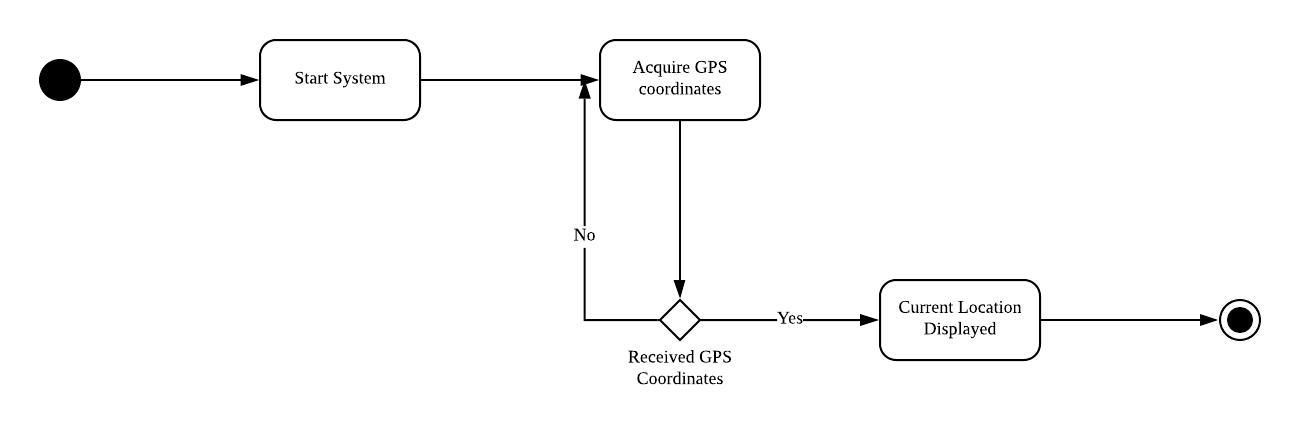 Start System
Acquire GPS
coordinates
No
Yes
Received GPS
Coordinates
Current Location
Displayed